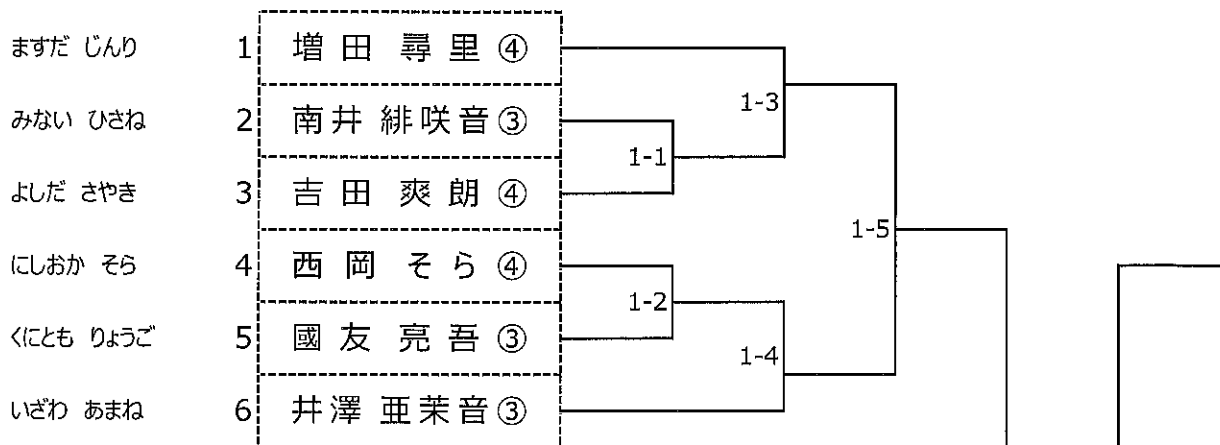 ますだ じんり 1 増田 尋里 ④
1-3
みない ひさね 2 南井 緋咲音 ③
1-1
よしだ さやき 3 吉田 爽朗 ④
1-5
にしおか そら 4 西岡 そら ④
1-2
くにとも りょうご 5 國友 亮吾 ③
1-4
いざわ あまね 6 井澤 亜茉音 ③